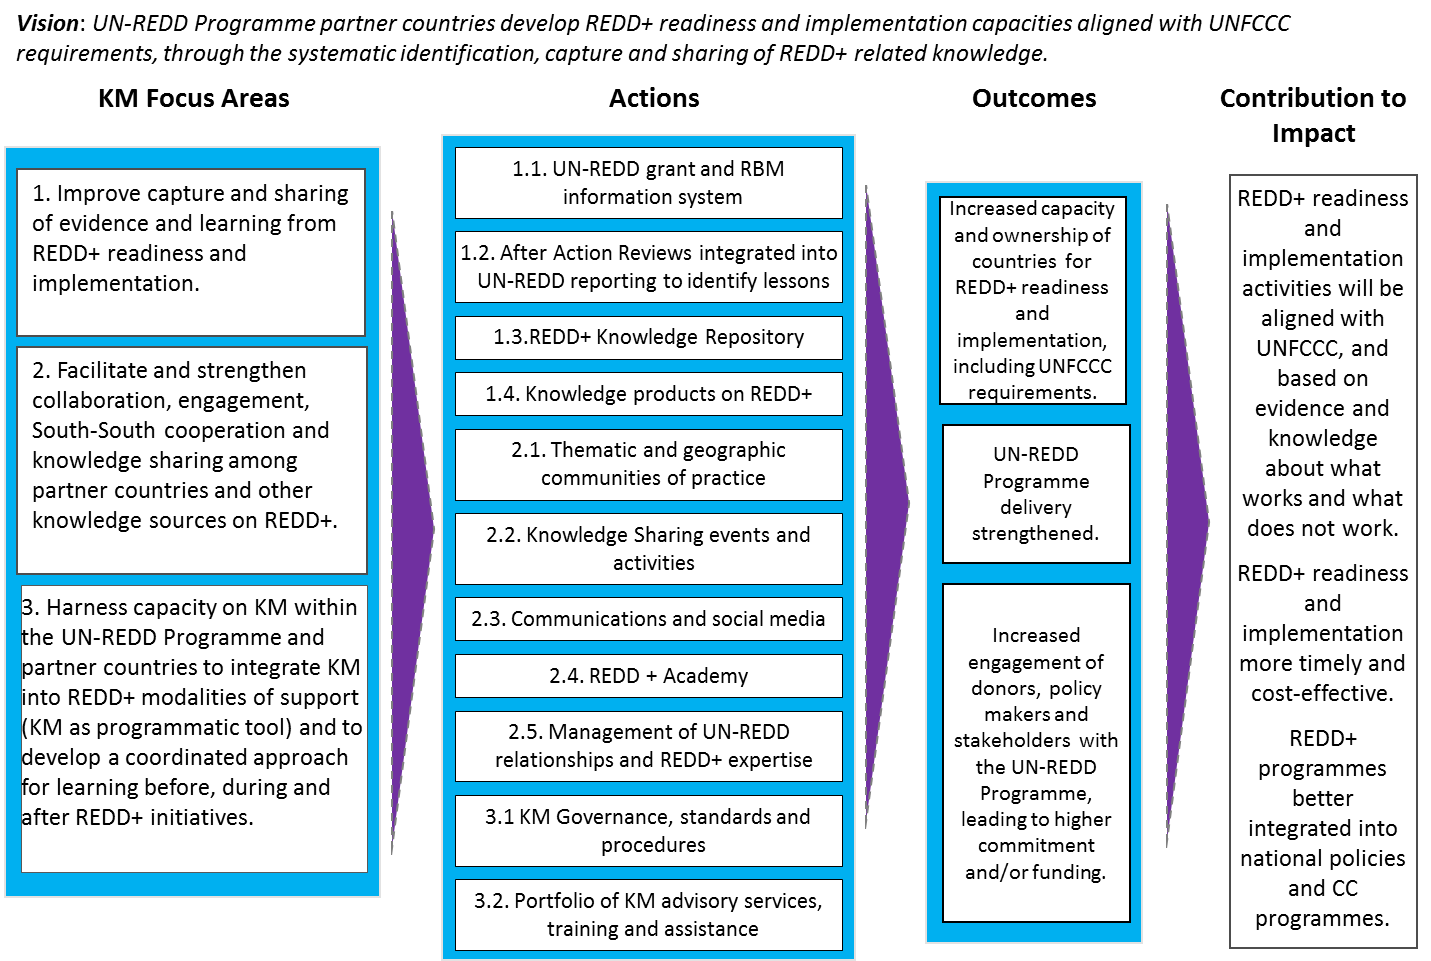 Vision: UN-REDD Programme partner countries develop REDD+ readiness and implementation capacities aligned with UNFCCC
requirements, through the systematic identification, capture and sharing of REDD+ related knowledge.
KM Focus Areas
1. Improve capture and sharing
of evidence and learning from
REDD+ readiness and
implementation.
2. Facilitate and strengthen
collaboration, engagement,
South-South cooperation and
knowledge sharing among
partner countries and other
knowledge sources on REDD+.
3. Harness capacity on KM within
the UN-REDD Programme and
partner countries to integrate KM
into REDD+ modalities of support
(KM as programmatic tool) and to
develop a coordinated approach
for learning before, during and
after REDD+ initiatives.
Actions
1.1. UN-REDD grant and RBM
information system
1.2. After Action Reviews integrated into
UN-REDD reporting to identify lessons
1.3.REDD+ Knowledge Repository
1.4. Knowledge products on REDD+
2.1. Thematic and geographic
communities of practice
2.2. Knowledge Sharing events and
activities
2.3. Communications and social media
2.4. REDD + Academy
2.5. Management of UN-REDD
relationships and REDD+ expertise
3.1 KM Governance, standards and
procedures
3.2. Portfolio of KM advisory services,
training and assistance
Outcomes
Increased capacity
and ownership of
countries for
REDD+ readiness
and
implementation,
including UNFCCC
requirements.
UN-REDD
Programme
delivery
strengthened.
Increased
engagement of
donors, policy
makers and
stakeholders with
the UN-REDD
Programme,
leading to higher
commitment
and/or funding.
Contribution to
Impact
REDD+ readiness
and
implementation
activities will be
aligned with
UNFCCC, and
based on
evidence and
knowledge
about what
works and what
does not work.
REDD+ readiness
and
implementation
more timely and
cost-effective.
REDD+
programmes
better
integrated into
national policies
and CC
programmes.